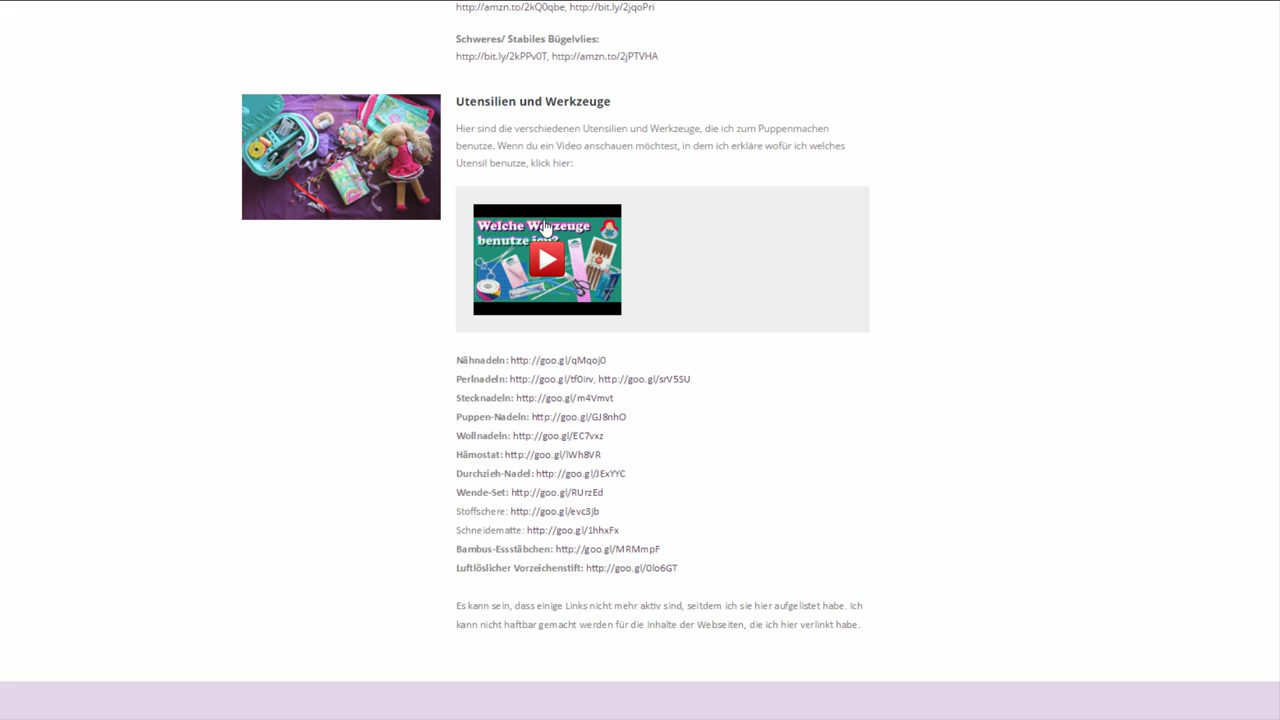 http://amzn.to/2kQ0qbe, http://bit.ly/2jqoPri
Schweres/ Stabiles Bügelvlies:
http://bit.ly/2kPPv0T, http://amzn.to/2jPTVHA
Utensilien und Werkzeuge
Hier sind die verschiedenen Utensilien und Werkzeuge, die ich zum Puppenmachen
benutze. Wenn du ein Video anschauen möchtest, in dem ich erkläre wofür ich welches
Utensil benutze, klick hier:
Welche Werkzeuge
benutze ich?
Nähnadeln: http://goo.gl/qMqoj0
Perlnadeln: http://goo.gl/tf0irv, http://goo.gl/srV5SU
Stecknadeln: http://goo.gl/m4Vmvt
Puppen-Nadeln: http://goo.gl/GJ8nhO
Wollnadeln: http://goo.gl/EC7vxz
Hämostat: http://goo.gl/lWh8VR
Durchzieh-Nadel: http://goo.gl/JExYYC
Wende-Set: http://goo.gl/RUrzEd
Stoffschere: http://goo.gl/evc3jb
Schneidematte: http://goo.gl/1hhxFx
Bambus-Essstäbchen: http://goo.gl/MRMmpF
Luftlöslicher Vorzeichenstift: http://goo.gl/0lo6GT
Es kann sein, dass einige Links nicht mehr aktiv sind, seitdem ich sie hier aufgelistet habe. Ich
kann nicht haftbar gemacht werden für die Inhalte der Webseiten, die ich hier verlinkt habe.